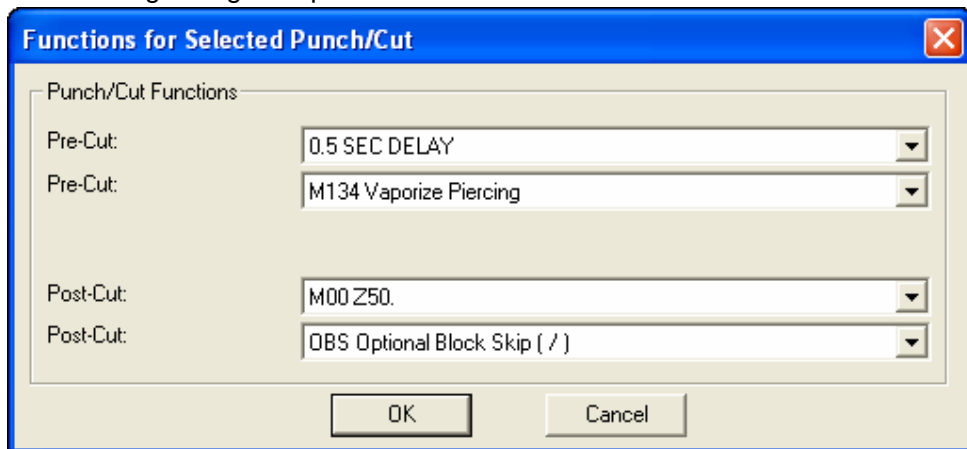 Functions for Selected Punch/Cut
Punch/Cut Functions
Pre-Cut: 0.5 SEC DELAY
Pre-Cut: M134 Vaporize Piercing
Post-Cut: M00 Z50.
Post-Cut: OBS Optional Block Skip ( / )
OK Cancel